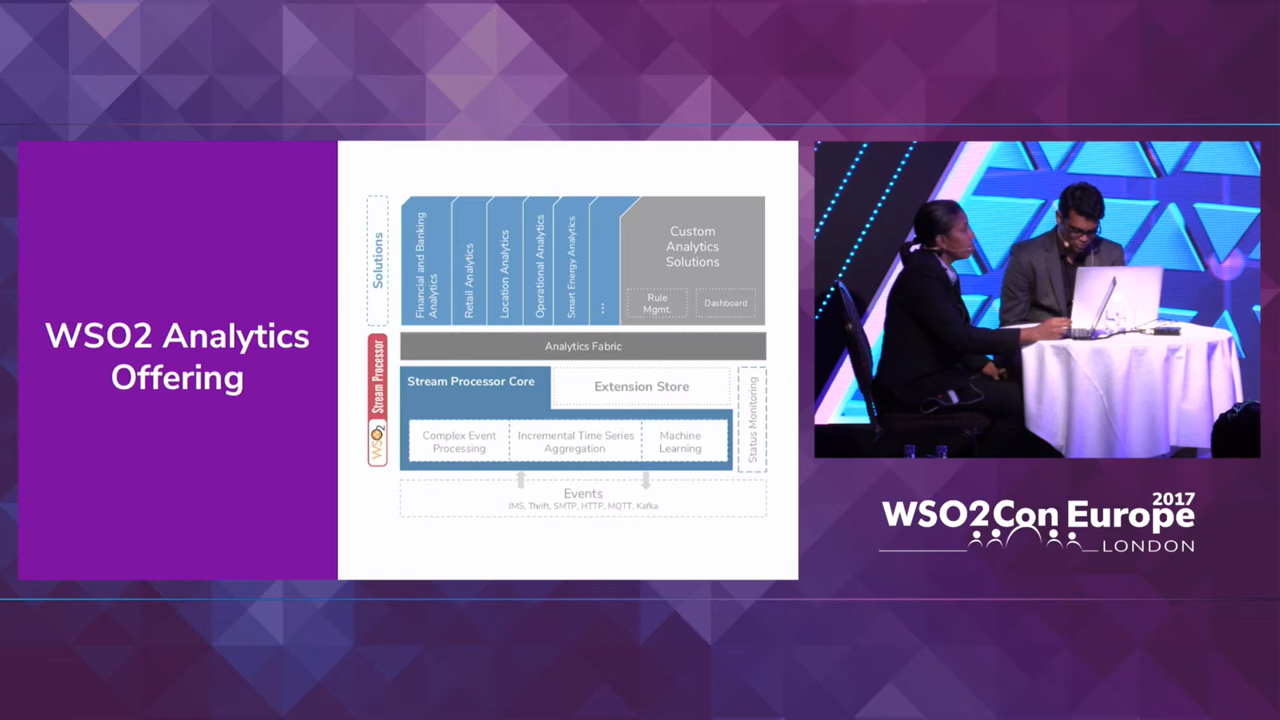 WSO2 Analytics
Offering
Solutions
Financial and Banking
Analytics
Retail Analytics
Location Analytics
Operational Analytics
Smart Energy Analytics
...
Custom
Analytics
Solutions
Rule
Mgmt.
Dashboard
WSO2 Stream Processor
Analytics Fabric
Stream Processor Core
Extension Store
Complex Event
Processing
Incremental Time Series
Aggregation
Machine
Learning
Status Monitoring
Events
JMS, Thrift, SMTP, HTTP, MQTT, Kafka
2017
WSO2Con Europe
LONDON